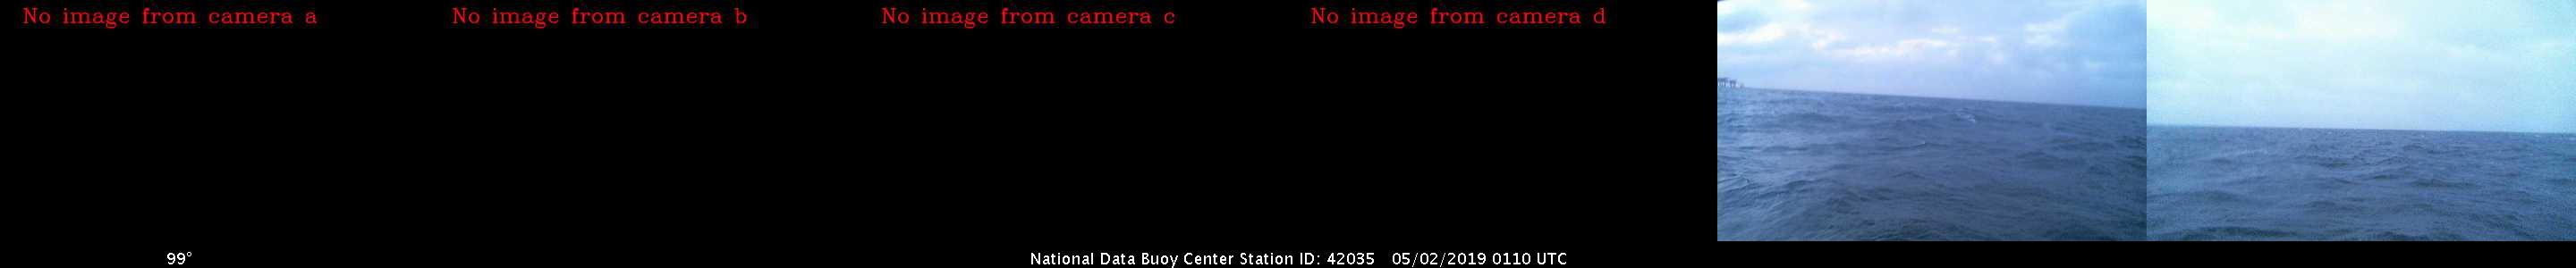 No image from camera a
No image from camera b
No image from camera c
No image from camera d
99°
National Data Buoy Center Station ID: 42035 05/02/2019 0110 UTC